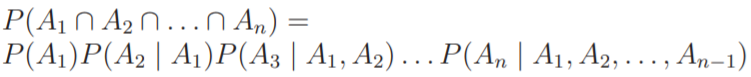 P(A₁ ∩ A₂ ∩ … ∩ Aₙ) =
P(A₁)P(A₂ | A₁)P(A₃ | A₁, A₂) … P(Aₙ | A₁, A₂, … , Aₙ₋₁)